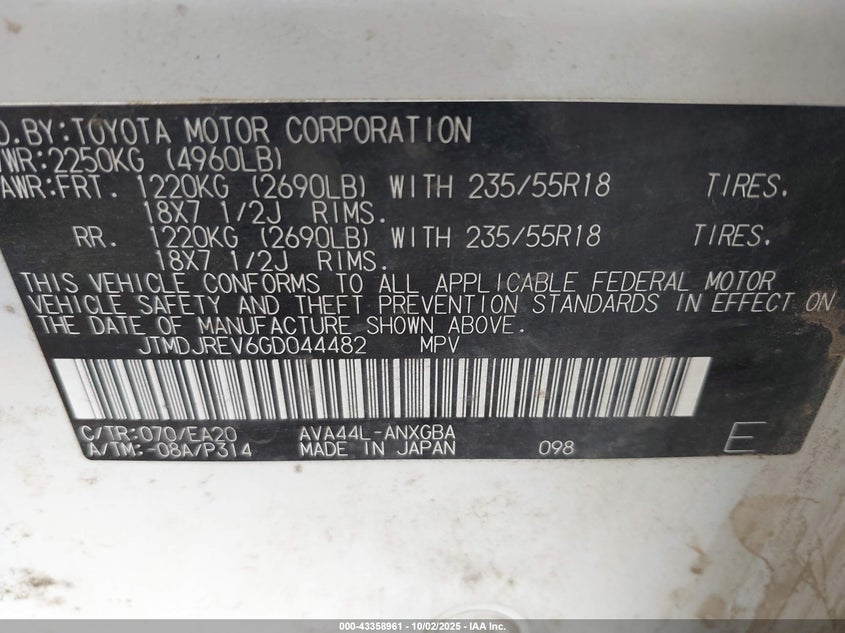 D.BY:TOYOTA MOTOR CORPORATION
WR:2250KG (4960LB)
AWR:FRT. 1220KG (2690LB) WITH 235/55R18 TIRES.
18X7 1/2J RIMS.
RR. 1220KG (2690LB) WITH 235/55R18 TIRES.
18X7 1/2J RIMS.
THIS VEHICLE CONFORMS TO ALL APPLICABLE FEDERAL MOTOR
VEHICLE SAFETY AND THEFT PREVENTION STANDARDS IN EFFECT ON
THE DATE OF MANUFACTURE SHOWN ABOVE.
JTMDJREV6GD044482 MPV
C/TR:070/EA20 AVA44L-ANXGBA
A/TM:-08A/P314 MADE IN JAPAN 098 E
000-43358961 - 10/02/2025 - IAA Inc.